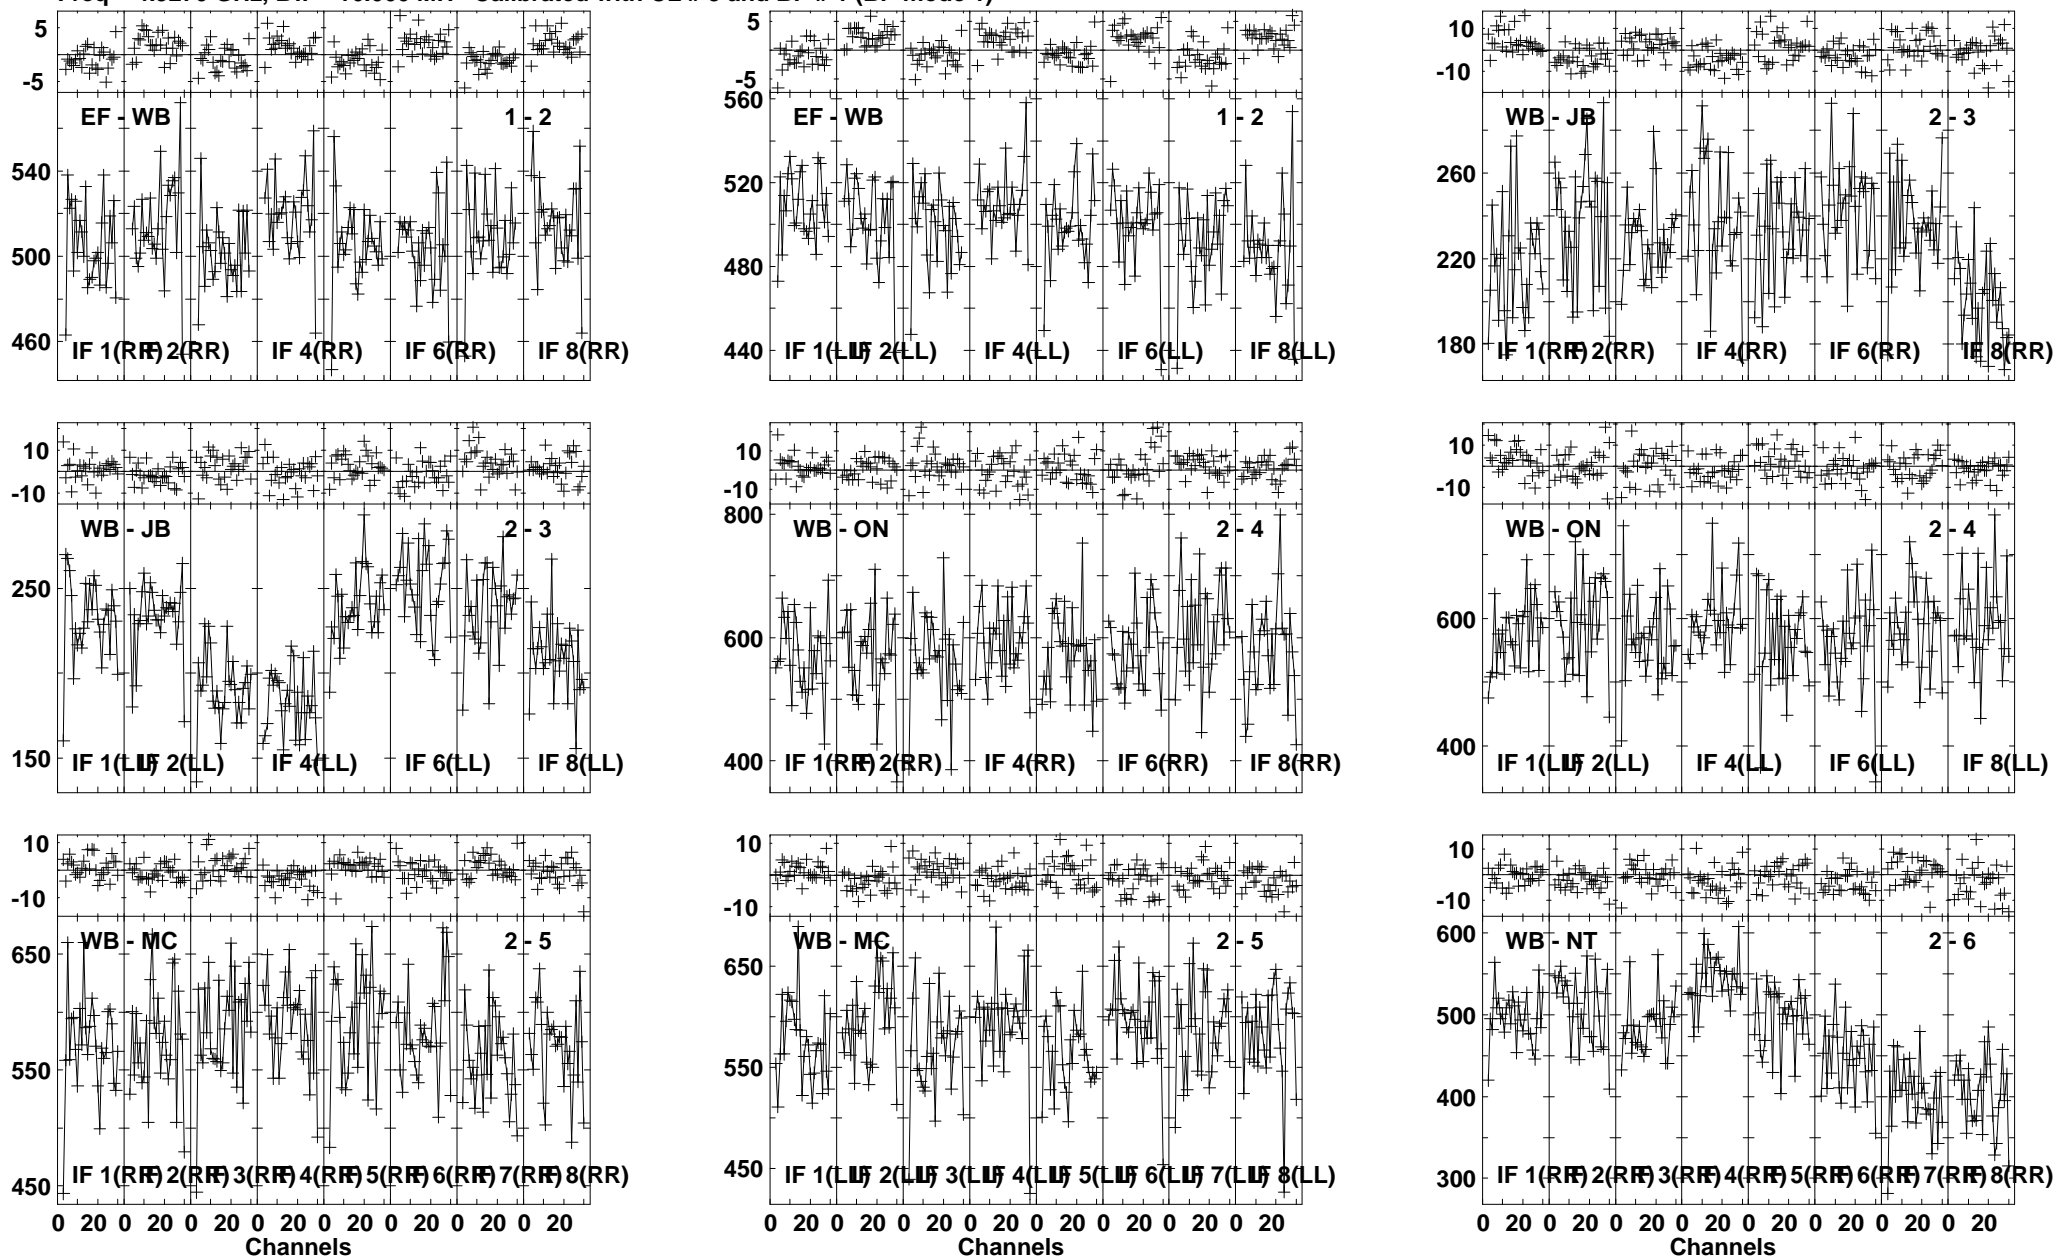 5
-5
EF - WB 1 - 2
540
500
460
IF 1(RR) IF 2(RR) IF 4(RR) IF 6(RR) IF 8(RR)
5
-5
560
EF - WB 1 - 2
520
480
440
IF 1(LL) IF 2(LL) IF 4(LL) IF 6(LL) IF 8(LL)
10
-10
WB - JB 2 - 3
260
220
180
IF 1(RR) IF 2(RR) IF 4(RR) IF 6(RR) IF 8(RR)
10
-10
WB - JB 2 - 3
250
150
IF 1(LL) IF 2(LL) IF 4(LL) IF 6(LL) IF 8(LL)
10
-10
800
WB - ON 2 - 4
600
400
IF 1(RR) IF 2(RR) IF 4(RR) IF 6(RR) IF 8(RR)
10
-10
WB - ON 2 - 4
600
400
IF 1(LL) IF 2(LL) IF 4(LL) IF 6(LL) IF 8(LL)
10
-10
WB - MC 2 - 5
650
550
450
IF 1(RR) IF 2(RR) IF 3(RR) IF 4(RR) IF 5(RR) IF 6(RR) IF 7(RR) IF 8(RR)
0 20 0 20 0 20 0 20 0 20 0 20 0 20 0 20
Channels
10
-10
WB - MC 2 - 5
650
550
450
IF 1(LL) IF 2(LL) IF 3(LL) IF 4(LL) IF 5(LL) IF 6(LL) IF 7(LL) IF 8(LL)
0 20 0 20 0 20 0 20 0 20 0 20 0 20 0 20
Channels
10
-10
600
WB - NT 2 - 6
500
400
300
IF 1(RR) IF 2(RR) IF 3(RR) IF 4(RR) IF 5(RR) IF 6(RR) IF 7(RR) IF 8(RR)
0 20 0 20 0 20 0 20 0 20 0 20 0 20 0 20
Channels